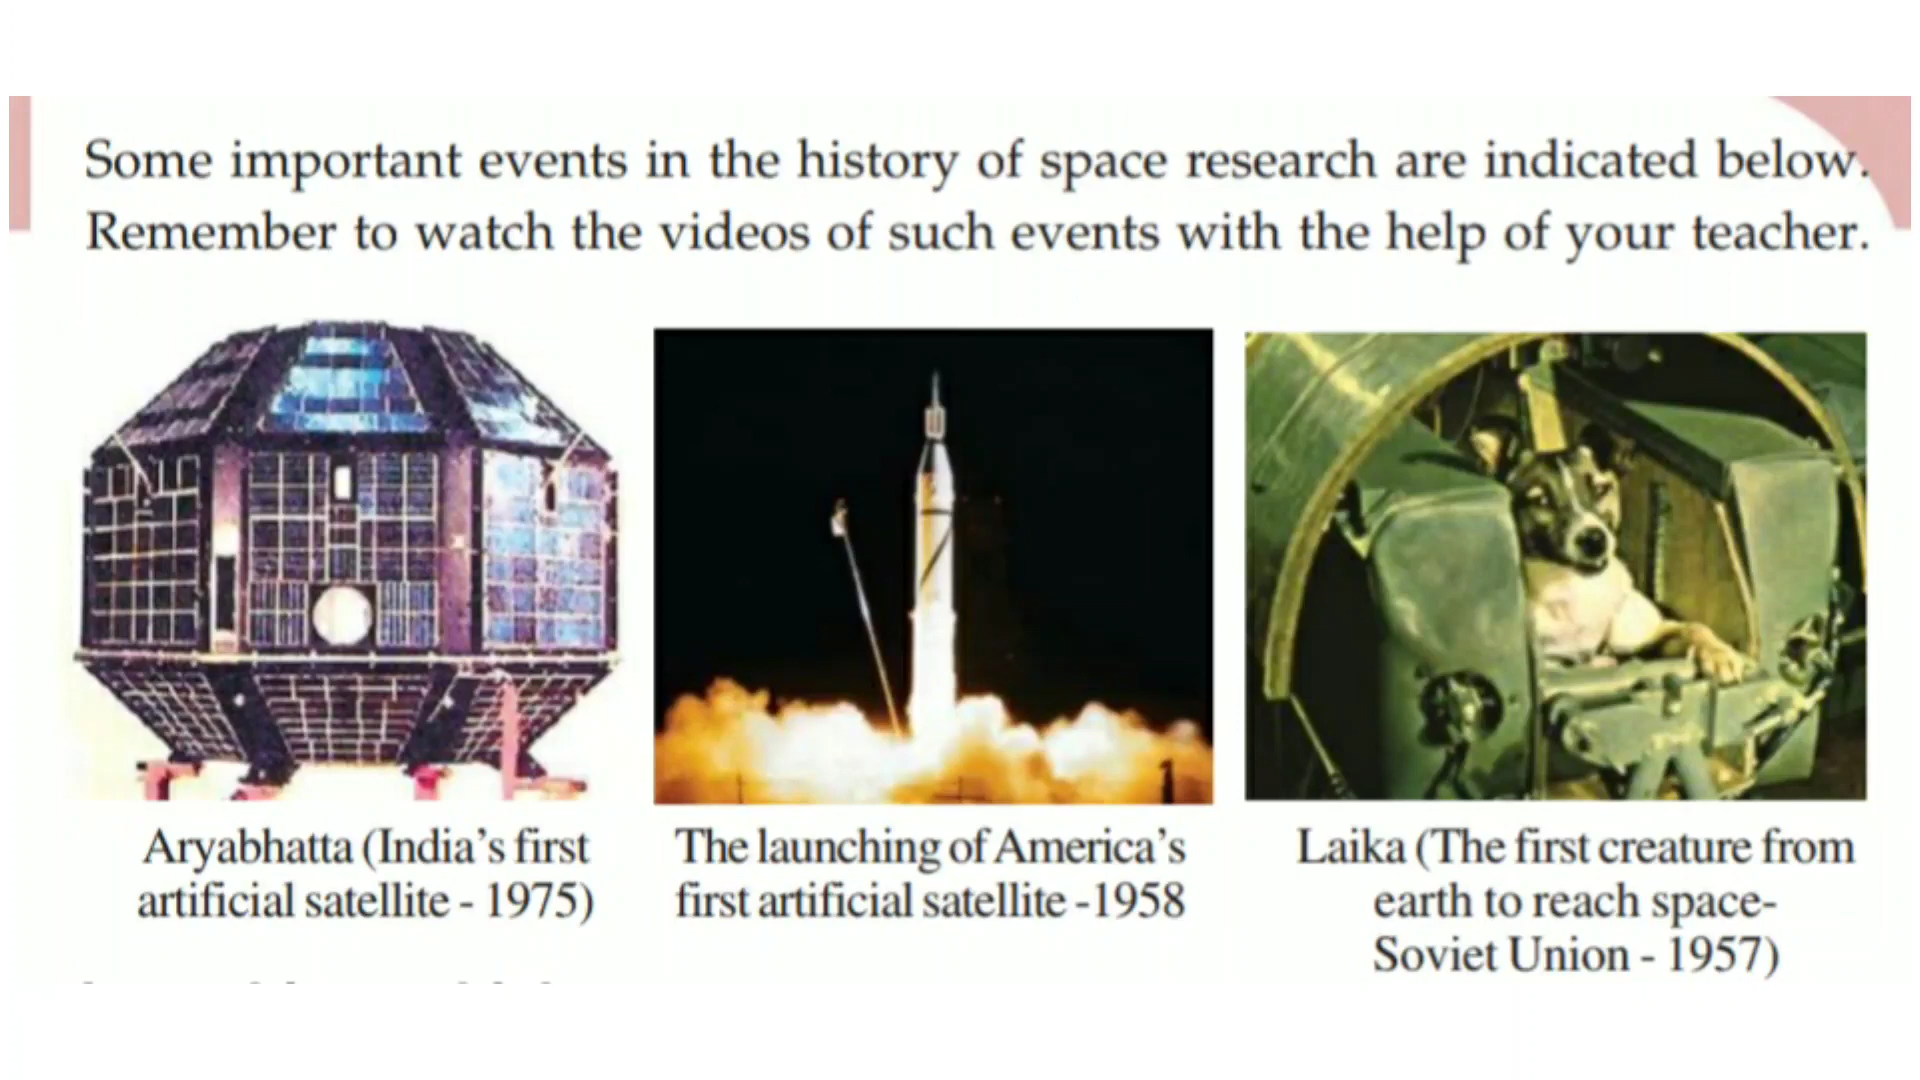 Some important events in the history of space research are indicated below.
Remember to watch the videos of such events with the help of your teacher.
Aryabhatta (India's first
artificial satellite - 1975)
The launching of America's
first artificial satellite -1958
Laika (The first creature from
earth to reach space-
Soviet Union - 1957)